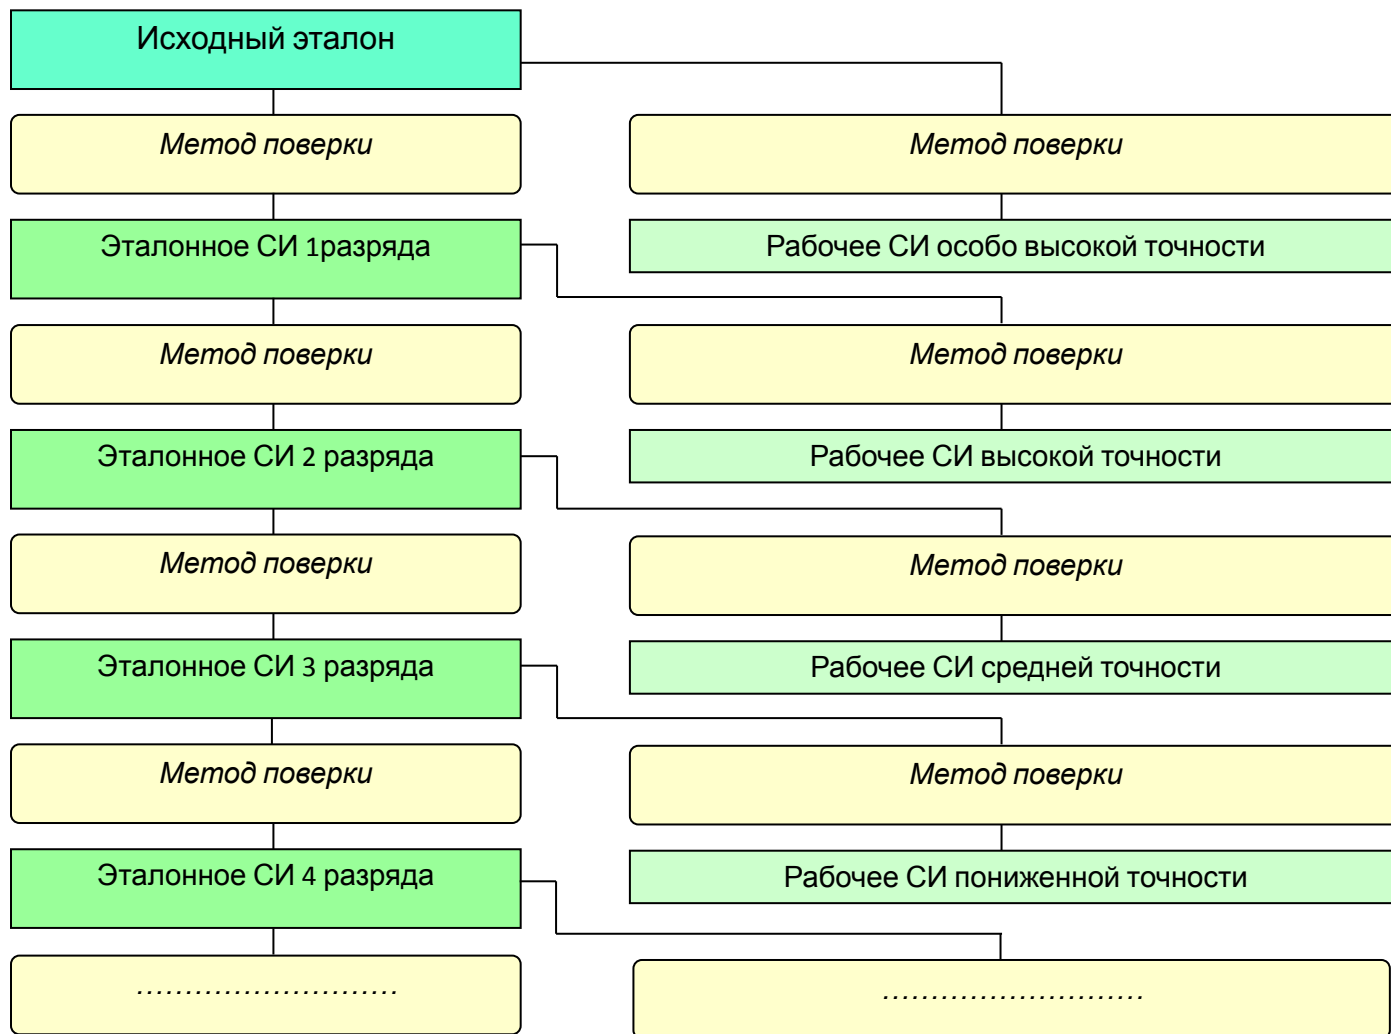 Исходный эталон
Метод поверки
Метод поверки
Эталонное СИ 1разряда
Рабочее СИ особо высокой точности
Метод поверки
Метод поверки
Эталонное СИ 2 разряда
Рабочее СИ высокой точности
Метод поверки
Метод поверки
Эталонное СИ 3 разряда
Рабочее СИ средней точности
Метод поверки
Метод поверки
Эталонное СИ 4 разряда
Рабочее СИ пониженной точности
...........................
...........................